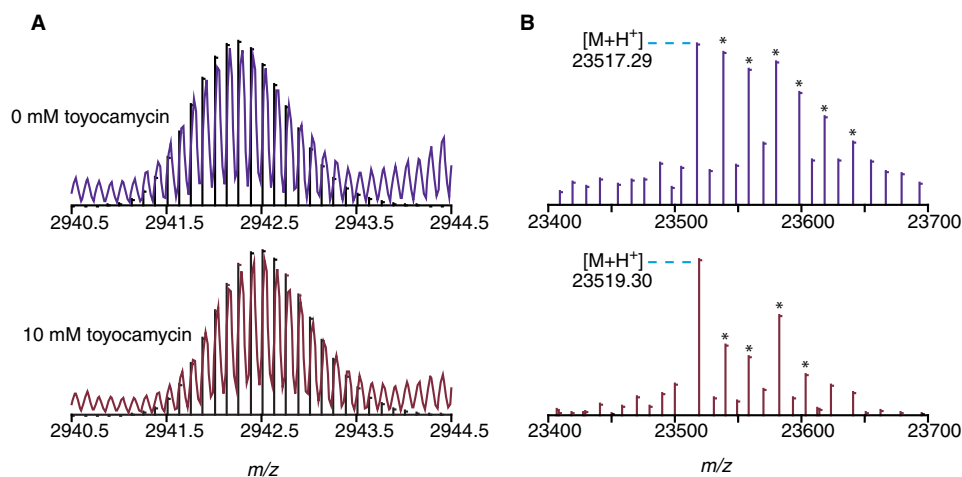 A
B
0 mM toyocamycin
2940.5 2941.5 2942.5 2943.5 2944.5
[M+H⁺]
23517.29
* * * * * *
23400 23500 23600 23700
10 mM toyocamycin
2940.5 2941.5 2942.5 2943.5 2944.5
m/z
[M+H⁺]
23519.30
* * * *
23400 23500 23600 23700
m/z